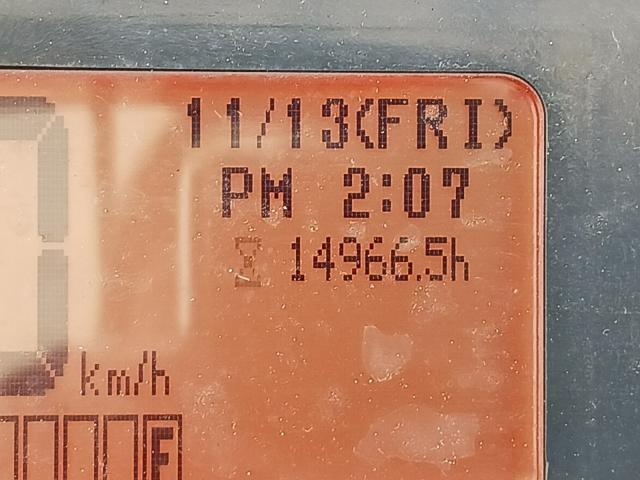 11/13(FRI)
PM 2:07
14966.5h
km/h
F